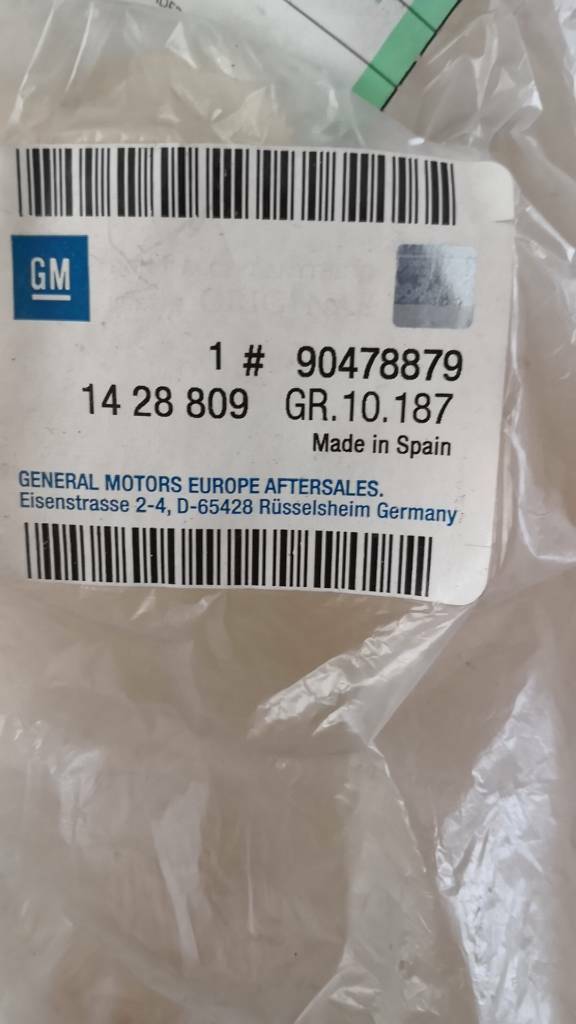 GM
1 # 90478879
14 28 809 GR.10.187
Made in Spain
GENERAL MOTORS EUROPE AFTERSALES.
Eisenstrasse 2-4, D-65428 Rüsselsheim Germany